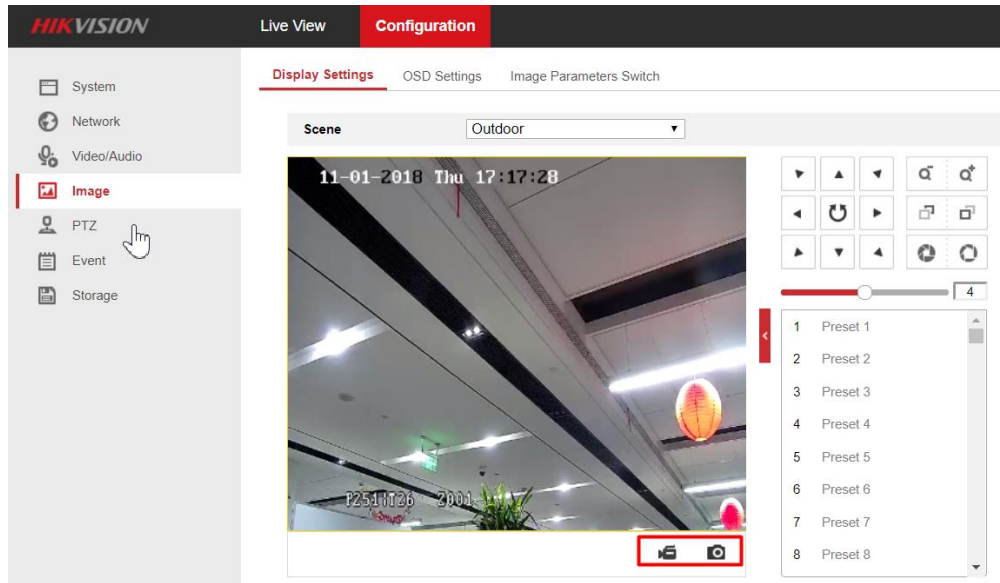 HIKVISION
Live View Configuration
System
Network
Video/Audio
Image
PTZ
Event
Storage
Display Settings OSD Settings Image Parameters Switch
Scene Outdoor
11-01-2018 Thu 17:17:28
2001
4
1 Preset 1
2 Preset 2
3 Preset 3
4 Preset 4
5 Preset 5
6 Preset 6
7 Preset 7
8 Preset 8